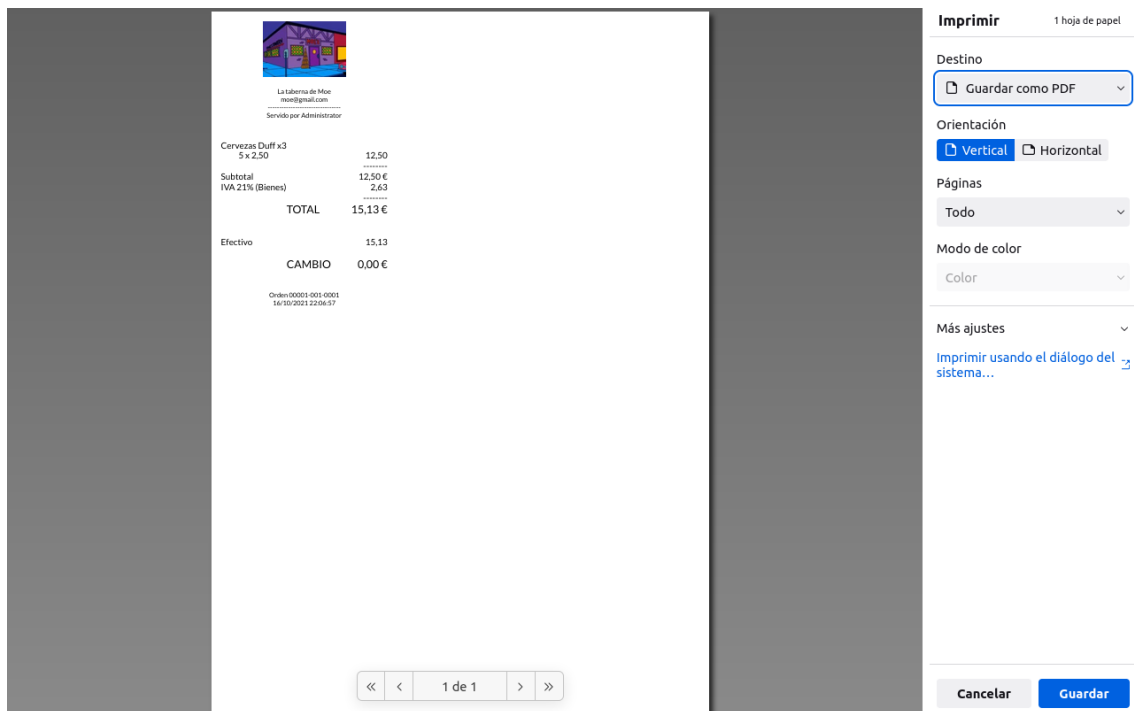 La taberna de Moe
moe@gmail.com
--------------------------------
Servido por Administrator
Cervezas Duff x3
5 x 2,50 12,50
--------
Subtotal 12,50 €
IVA 21% (Bienes) 2,63
--------
TOTAL 15,13 €
Efectivo 15,13
CAMBIO 0,00 €
Orden 00001-001-0001
16/10/2021 22:06:57
1 de 1
Imprimir 1 hoja de papel
Destino
Guardar como PDF
Orientación
Vertical Horizontal
Páginas
Todo
Modo de color
Color
Más ajustes
Imprimir usando el diálogo del
sistema...
Cancelar Guardar